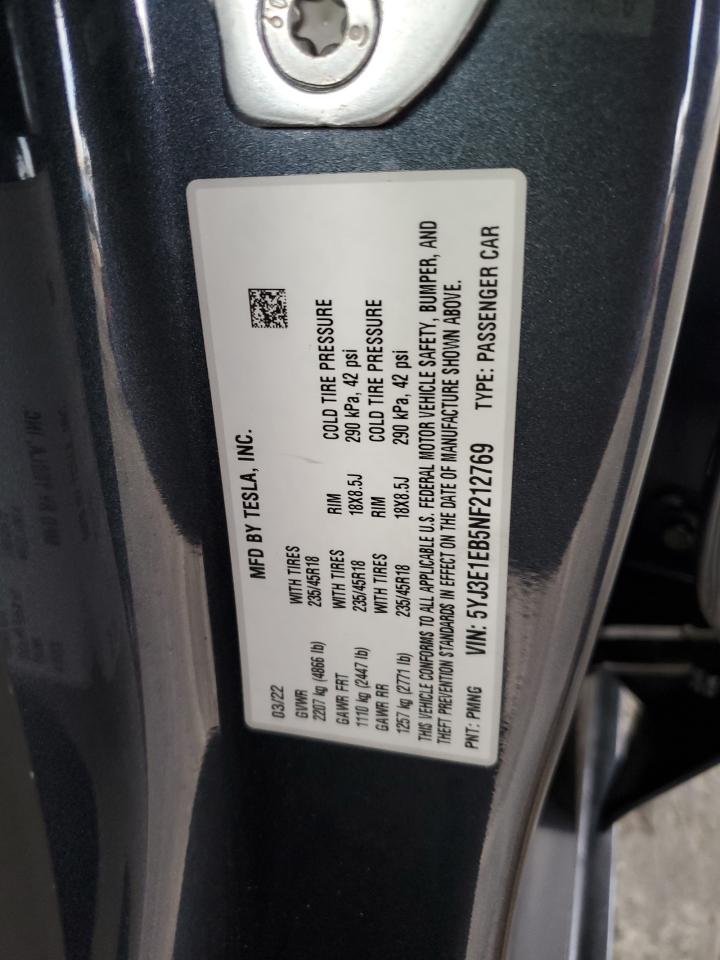 MFD BY TESLA, INC.
03/22
GVWR WITH TIRES
2207 kg (4866 lb) 235/45R18
GAWR FRT WITH TIRES RIM COLD TIRE PRESSURE
1110 kg (2447 lb) 235/45R18 18X8.5J 290 kPa, 42 psi
GAWR RR WITH TIRES RIM COLD TIRE PRESSURE
1257 kg (2771 lb) 235/45R18 18X8.5J 290 kPa, 42 psi
THIS VEHICLE CONFORMS TO ALL APPLICABLE U.S. FEDERAL MOTOR VEHICLE SAFETY, BUMPER, AND
THEFT PREVENTION STANDARDS IN EFFECT ON THE DATE OF MANUFACTURE SHOWN ABOVE.
PNT: PMNG VIN: 5YJ3E1EB5NF212769 TYPE: PASSENGER CAR